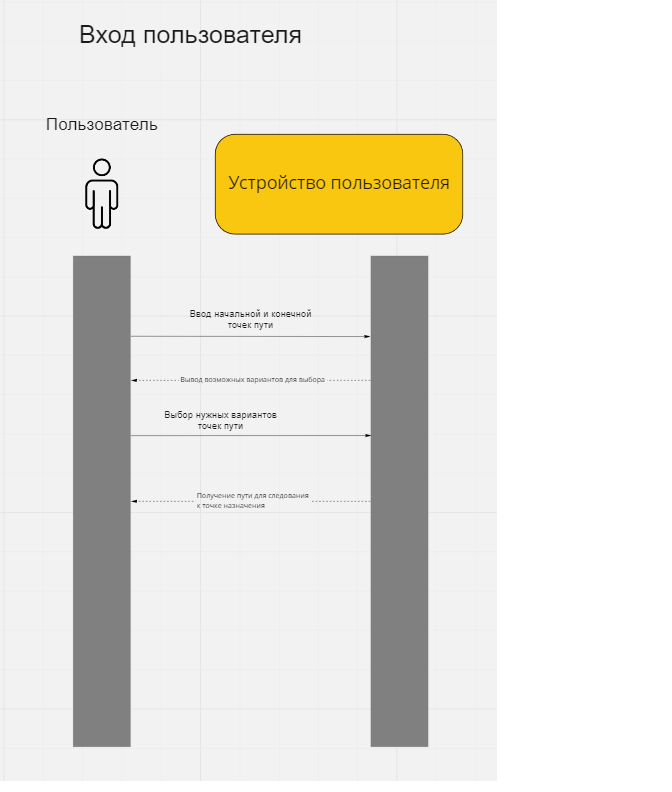 Вход пользователя
Пользователь
Устройство пользователя
Ввод начальной и конечной
точек пути
Вывод возможных вариантов для выбора
Выбор нужных вариантов
точек пути
Получение пути для следования
к точке назначения